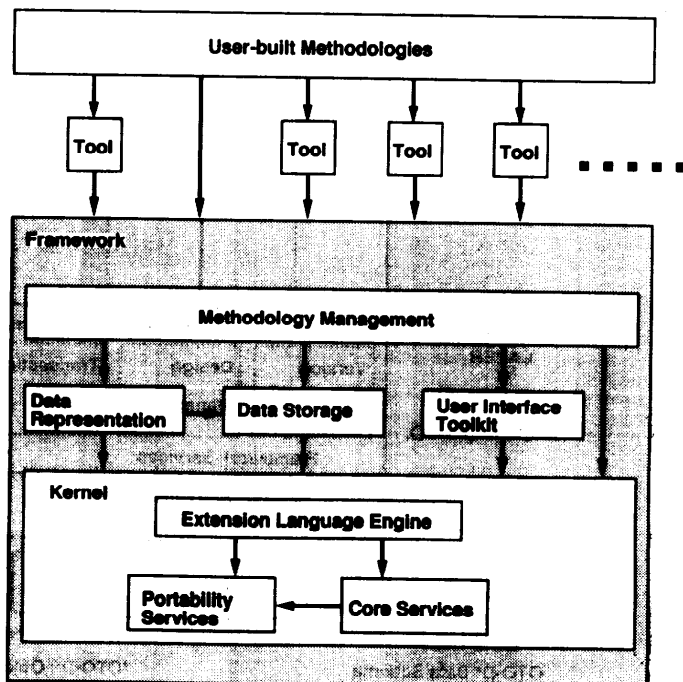 User-built Methodologies
Tool
Tool
Tool
Tool
Framework
Methodology Management
Data
Representation
Data Storage
User Interface
Toolkit
Kernel
Extension Language Engine
Portability
Services
Core Services